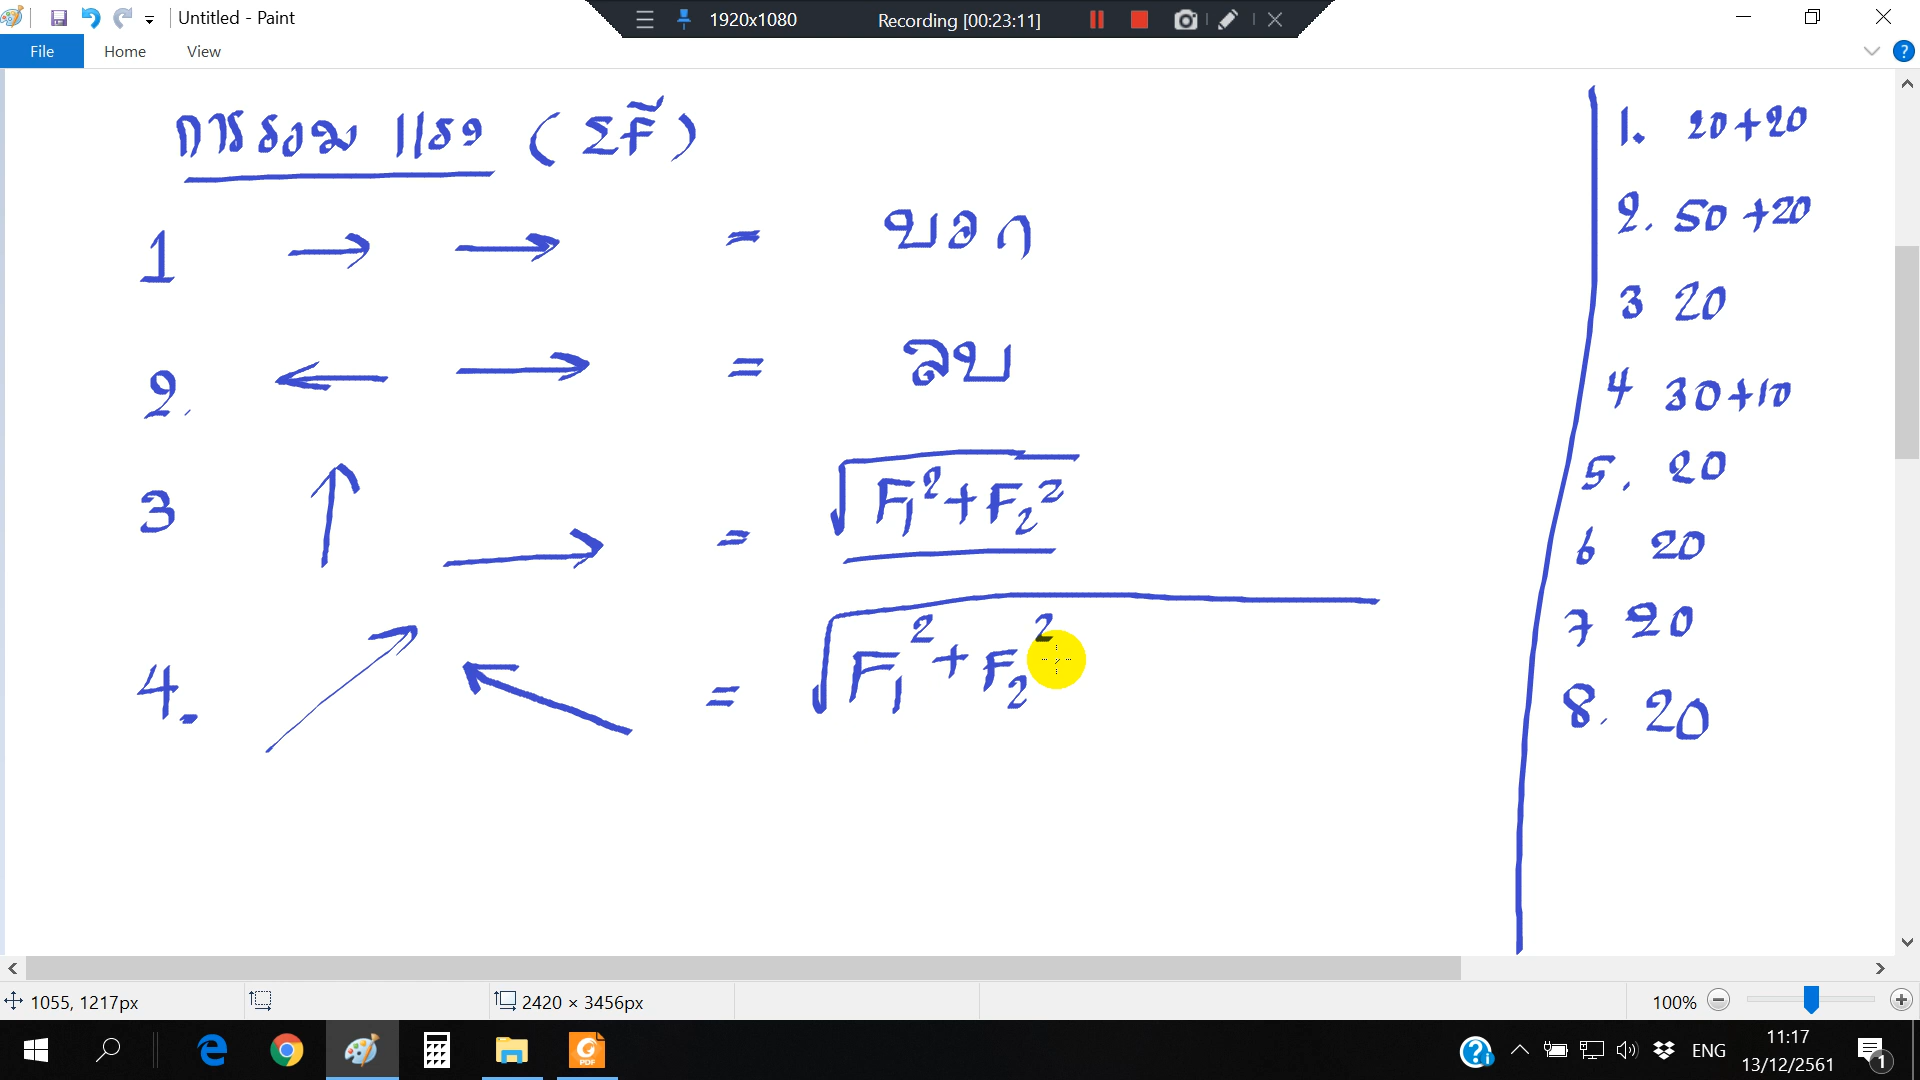 Untitled - Paint
1920x1080
Recording [00:23:11]
File Home View
การรวม แรง (ΣF̃)
1 → → = บวก
2. ← → = ลบ
3 ↑ → = √F₁²+F₂²
4. ↗ ↖ = √F₁²+F₂²
1. 20+20
2. 50+20
3 20
4 30+10
5. 20
6 20
7 20
8. 20
1055, 1217px
2420 × 3456px
100%
ENG
11:17
13/12/2561
1
PDF